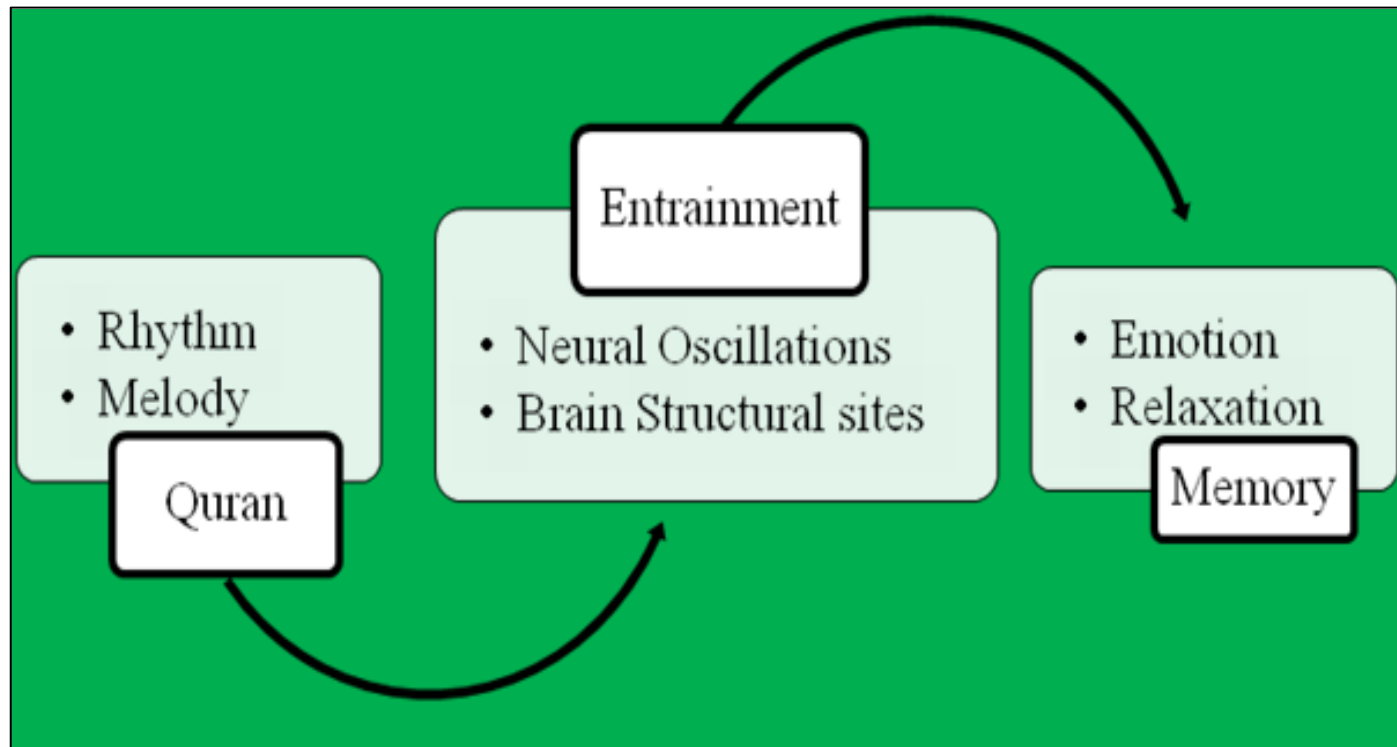 • Rhythm
• Melody
Quran
Entrainment
• Neural Oscillations
• Brain Structural sites
• Emotion
• Relaxation
Memory